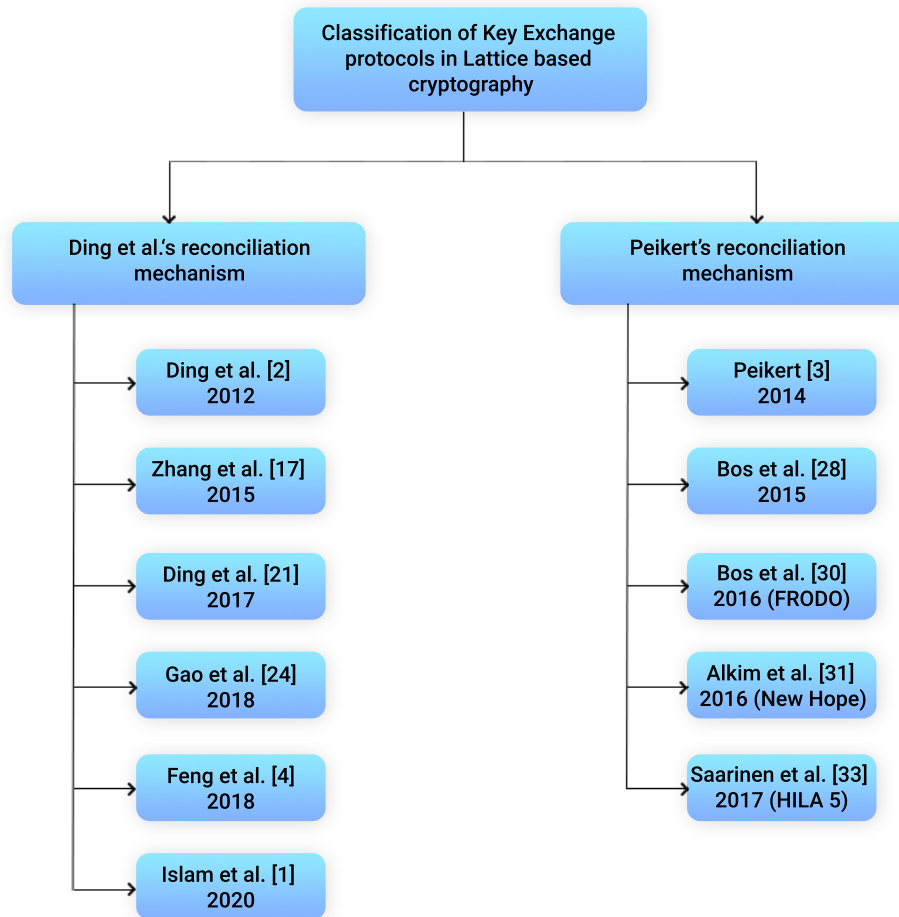 Classification of Key Exchange
protocols in Lattice based
cryptography
Ding et al.‘s reconciliation
mechanism
Ding et al. [2]
2012
Zhang et al. [17]
2015
Ding et al. [21]
2017
Gao et al. [24]
2018
Feng et al. [4]
2018
Islam et al. [1]
2020
Peikert’s reconciliation
mechanism
Peikert [3]
2014
Bos et al. [28]
2015
Bos et al. [30]
2016 (FRODO)
Alkim et al. [31]
2016 (New Hope)
Saarinen et al. [33]
2017 (HILA 5)